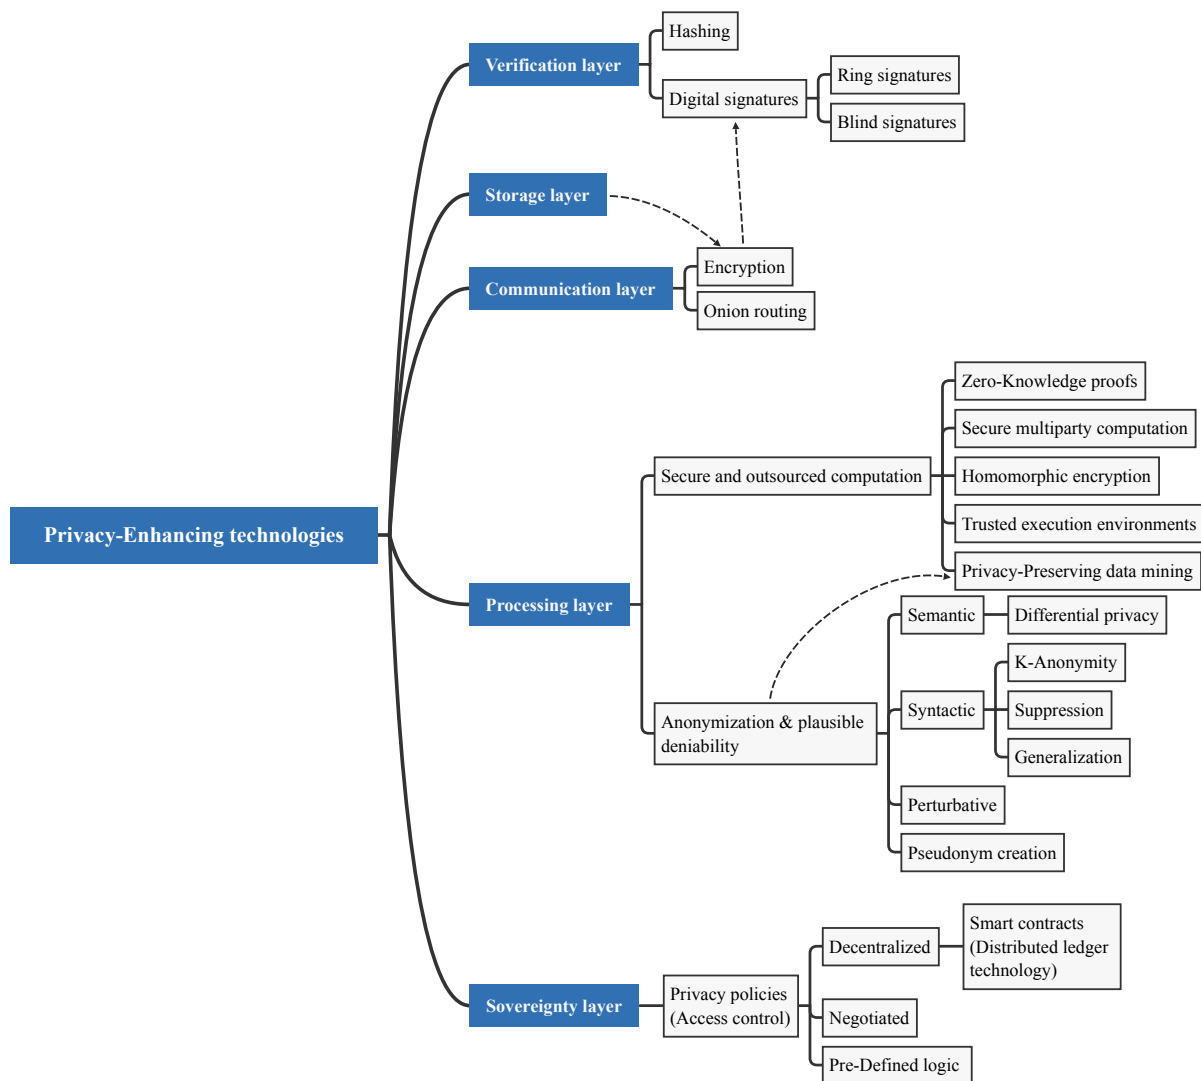 Privacy-Enhancing technologies
Verification layer
Hashing
Digital signatures
Ring signatures
Blind signatures
Storage layer
Communication layer
Encryption
Onion routing
Processing layer
Secure and outsourced computation
Zero-Knowledge proofs
Secure multiparty computation
Homomorphic encryption
Trusted execution environments
Privacy-Preserving data mining
Anonymization & plausible
deniability
Semantic
Differential privacy
Syntactic
K-Anonymity
Suppression
Generalization
Perturbative
Pseudonym creation
Sovereignty layer
Privacy policies
(Access control)
Decentralized
Smart contracts
(Distributed ledger
technology)
Negotiated
Pre-Defined logic